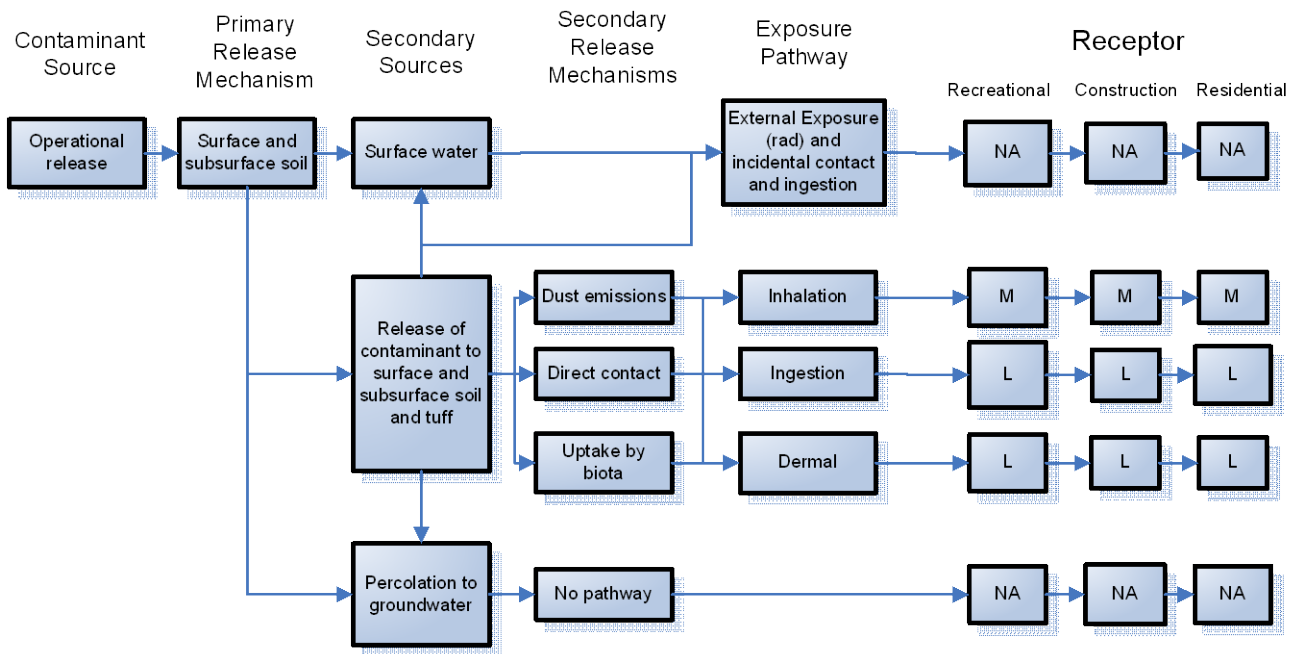 Contaminant
Source
Primary
Release
Mechanism
Secondary
Sources
Secondary
Release
Mechanisms
Exposure
Pathway
Receptor
Recreational
Construction
Residential
Operational
release
Surface and
subsurface soil
Surface water
External Exposure
(rad) and
incidental contact
and ingestion
NA
NA
NA
Release of
contaminant to
surface and
subsurface soil
and tuff
Dust emissions
Inhalation
M
M
M
Direct contact
Ingestion
L
L
L
Uptake by
biota
Dermal
L
L
L
Percolation to
groundwater
No pathway
NA
NA
NA